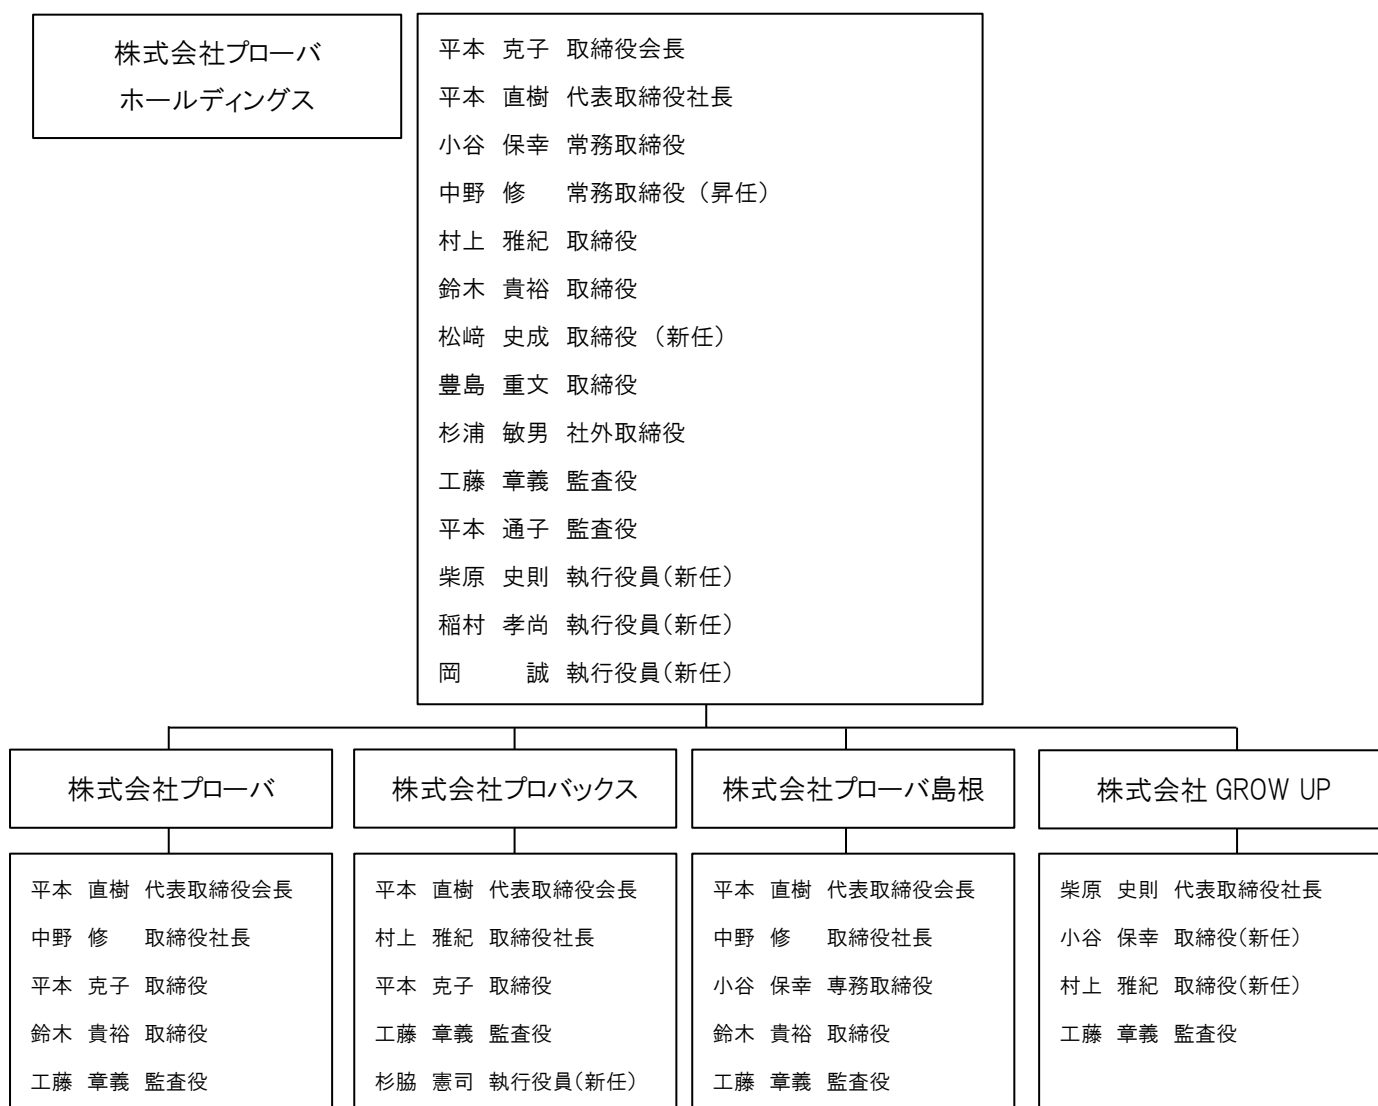 株式会社プローバ
ホールディングス
平本 克子 取締役会長
平本 直樹 代表取締役社長
小谷 保幸 常務取締役
中野 修 常務取締役（昇任）
村上 雅紀 取締役
鈴木 貴裕 取締役
松﨑 史成 取締役（新任）
豊島 重文 取締役
杉浦 敏男 社外取締役
工藤 章義 監査役
平本 通子 監査役
柴原 史則 執行役員（新任）
稲村 孝尚 執行役員（新任）
岡 誠 執行役員（新任）
株式会社プローバ
平本 直樹 代表取締役会長
中野 修 取締役社長
平本 克子 取締役
鈴木 貴裕 取締役
工藤 章義 監査役
株式会社プロバックス
平本 直樹 代表取締役会長
村上 雅紀 取締役社長
平本 克子 取締役
工藤 章義 監査役
杉脇 憲司 執行役員（新任）
株式会社プローバ島根
平本 直樹 代表取締役会長
中野 修 取締役社長
小谷 保幸 専務取締役
鈴木 貴裕 取締役
工藤 章義 監査役
株式会社 GROW UP
柴原 史則 代表取締役社長
小谷 保幸 取締役（新任）
村上 雅紀 取締役（新任）
工藤 章義 監査役